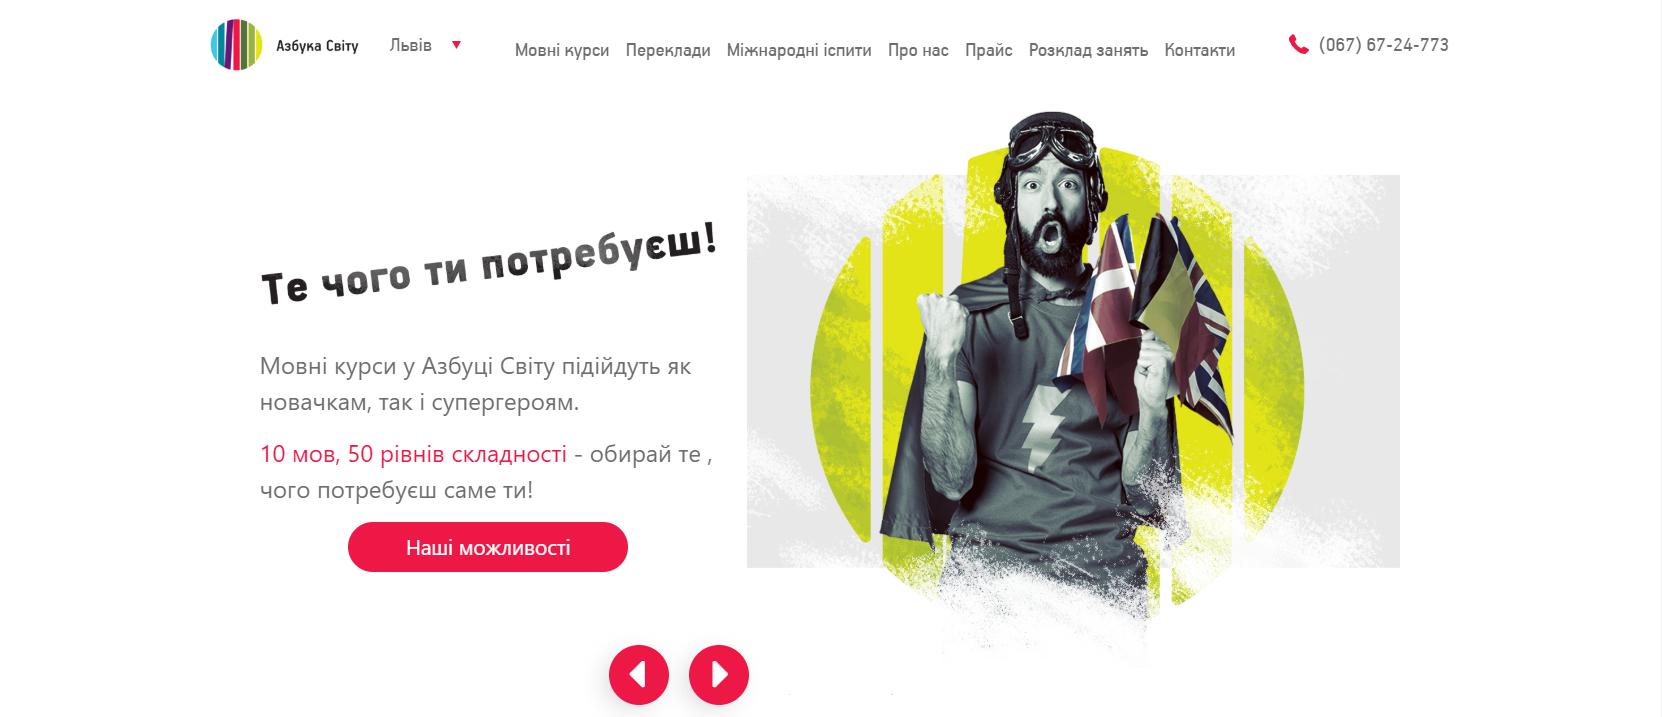 Азбука Світу
Львів
Мовні курси Переклади Міжнародні іспити Про нас Прайс Розклад занять Контакти
(067) 67-24-773
Те чого ти потребуєш!
Мовні курси у Азбуці Світу підійдуть як
новачкам, так і супергероям.
10 мов, 50 рівнів складності - обирай те ,
чого потребуєш саме ти!
Наші можливості